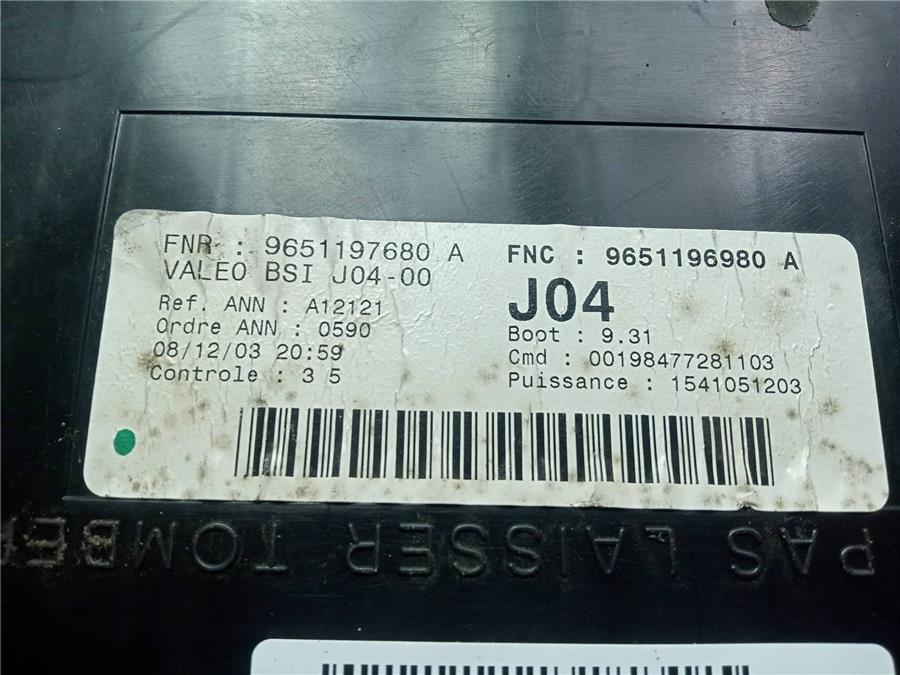 FNR : 9651197680 A
VALEO BSI J04-00
Ref. ANN : A12121
Ordre ANN : 0590
08/12/03 20:59
Controle : 3 5
FNC : 9651196980 A
J04
Boot : 9.31
Cmd : 00198477281103
Puissance : 1541051203
PAS LAISSER TOMBER